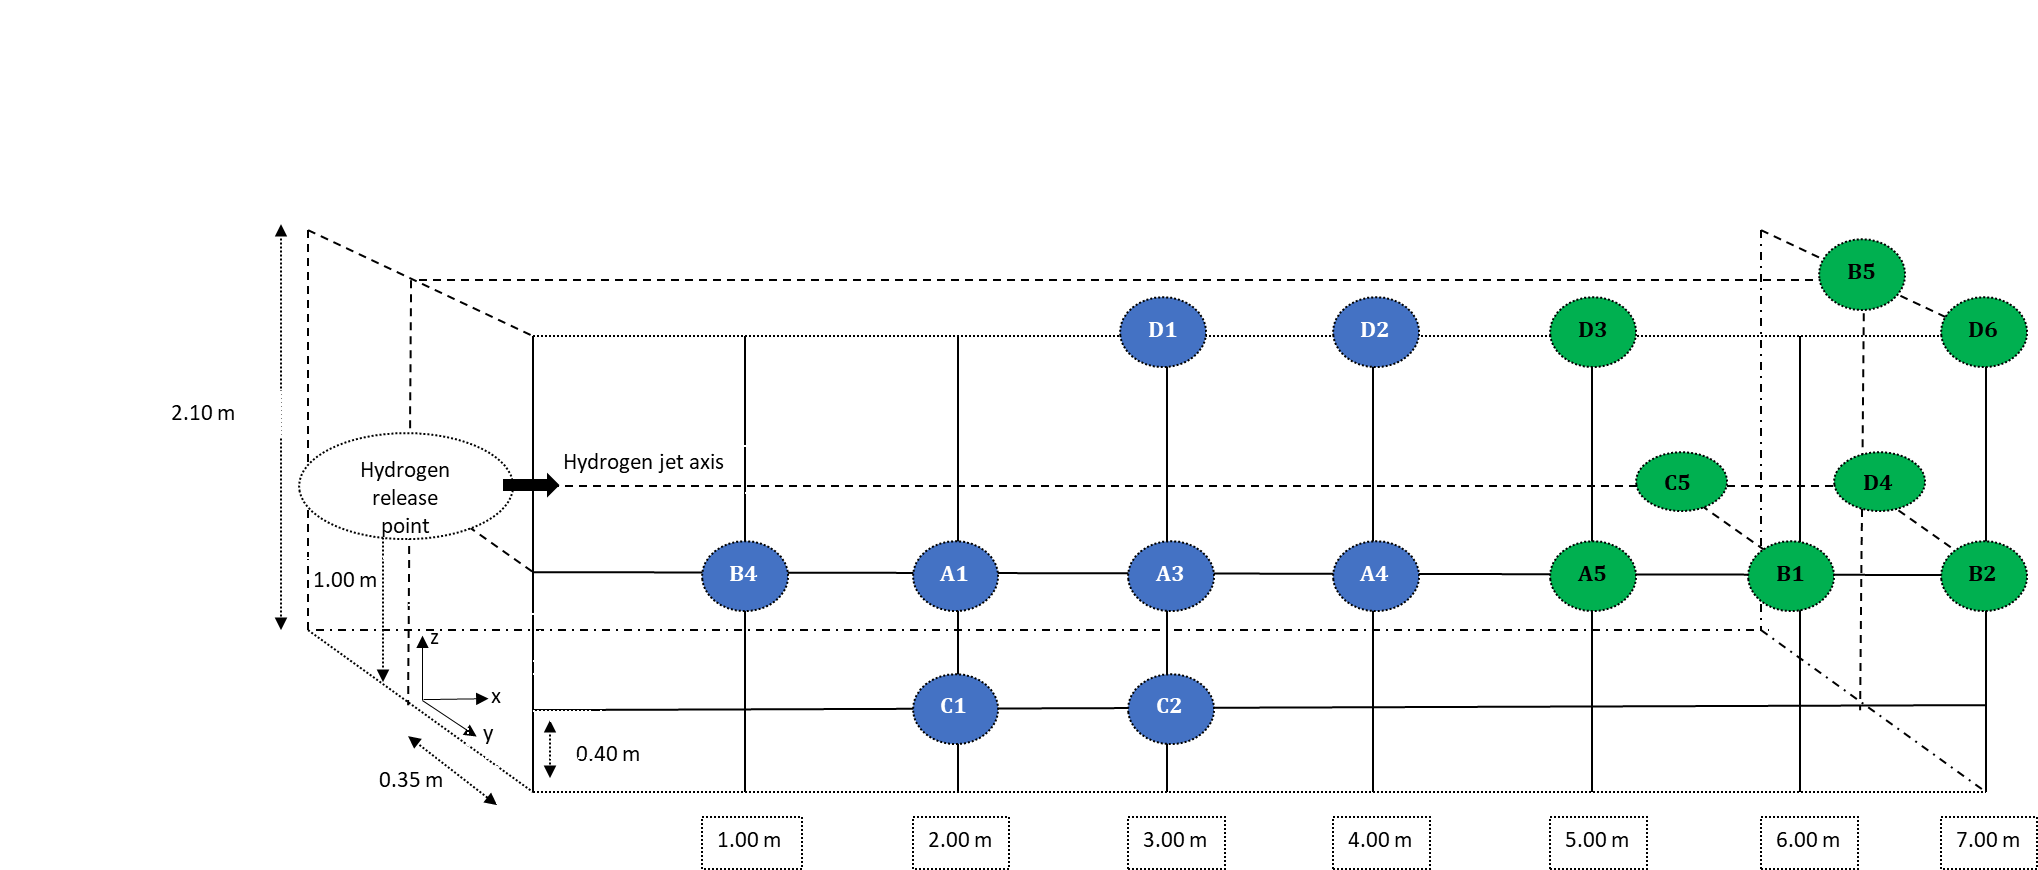 B5
D1
D2
D3
D6
2.10 m
Hydrogen jet axis
Hydrogen
release
point
C5
D4
1.00 m
B4
A1
A3
A4
A5
B1
B2
z
x
y
C1
C2
0.40 m
0.35 m
1.00 m
2.00 m
3.00 m
4.00 m
5.00 m
6.00 m
7.00 m